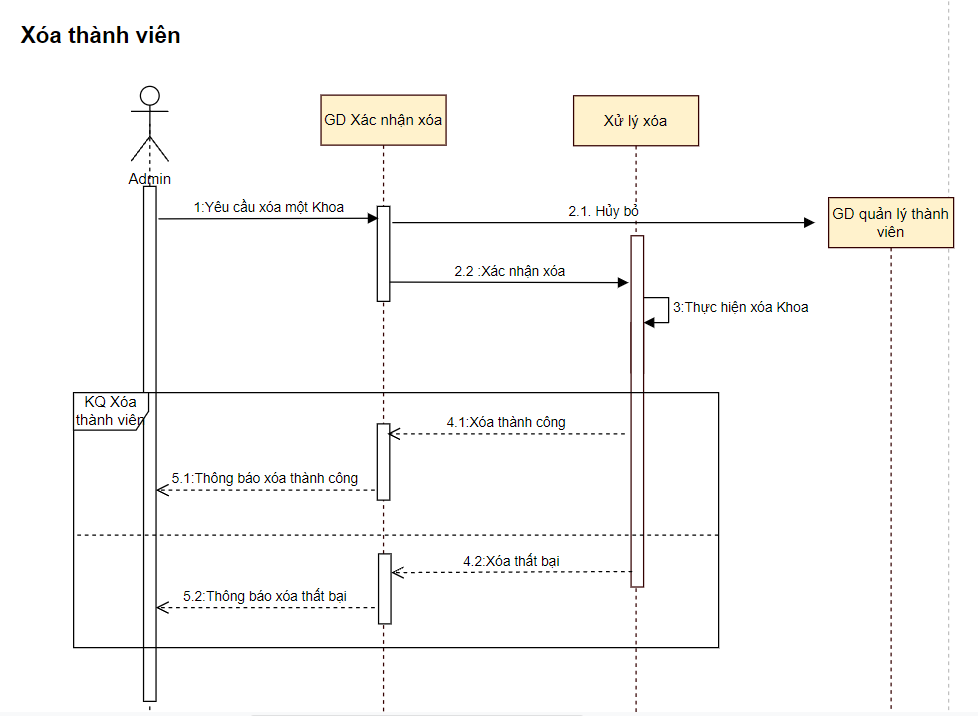 Xóa thành viên
GD Xác nhận xóa
Xử lý xóa
Admin
1:Yêu cầu xóa một Khoa
2.1. Hủy bỏ
GD quản lý thành
viên
2.2 :Xác nhận xóa
3:Thực hiện xóa Khoa
KQ Xóa
thành viên
4.1:Xóa thành công
5.1:Thông báo xóa thành công
4.2:Xóa thất bại
5.2:Thông báo xóa thất bại